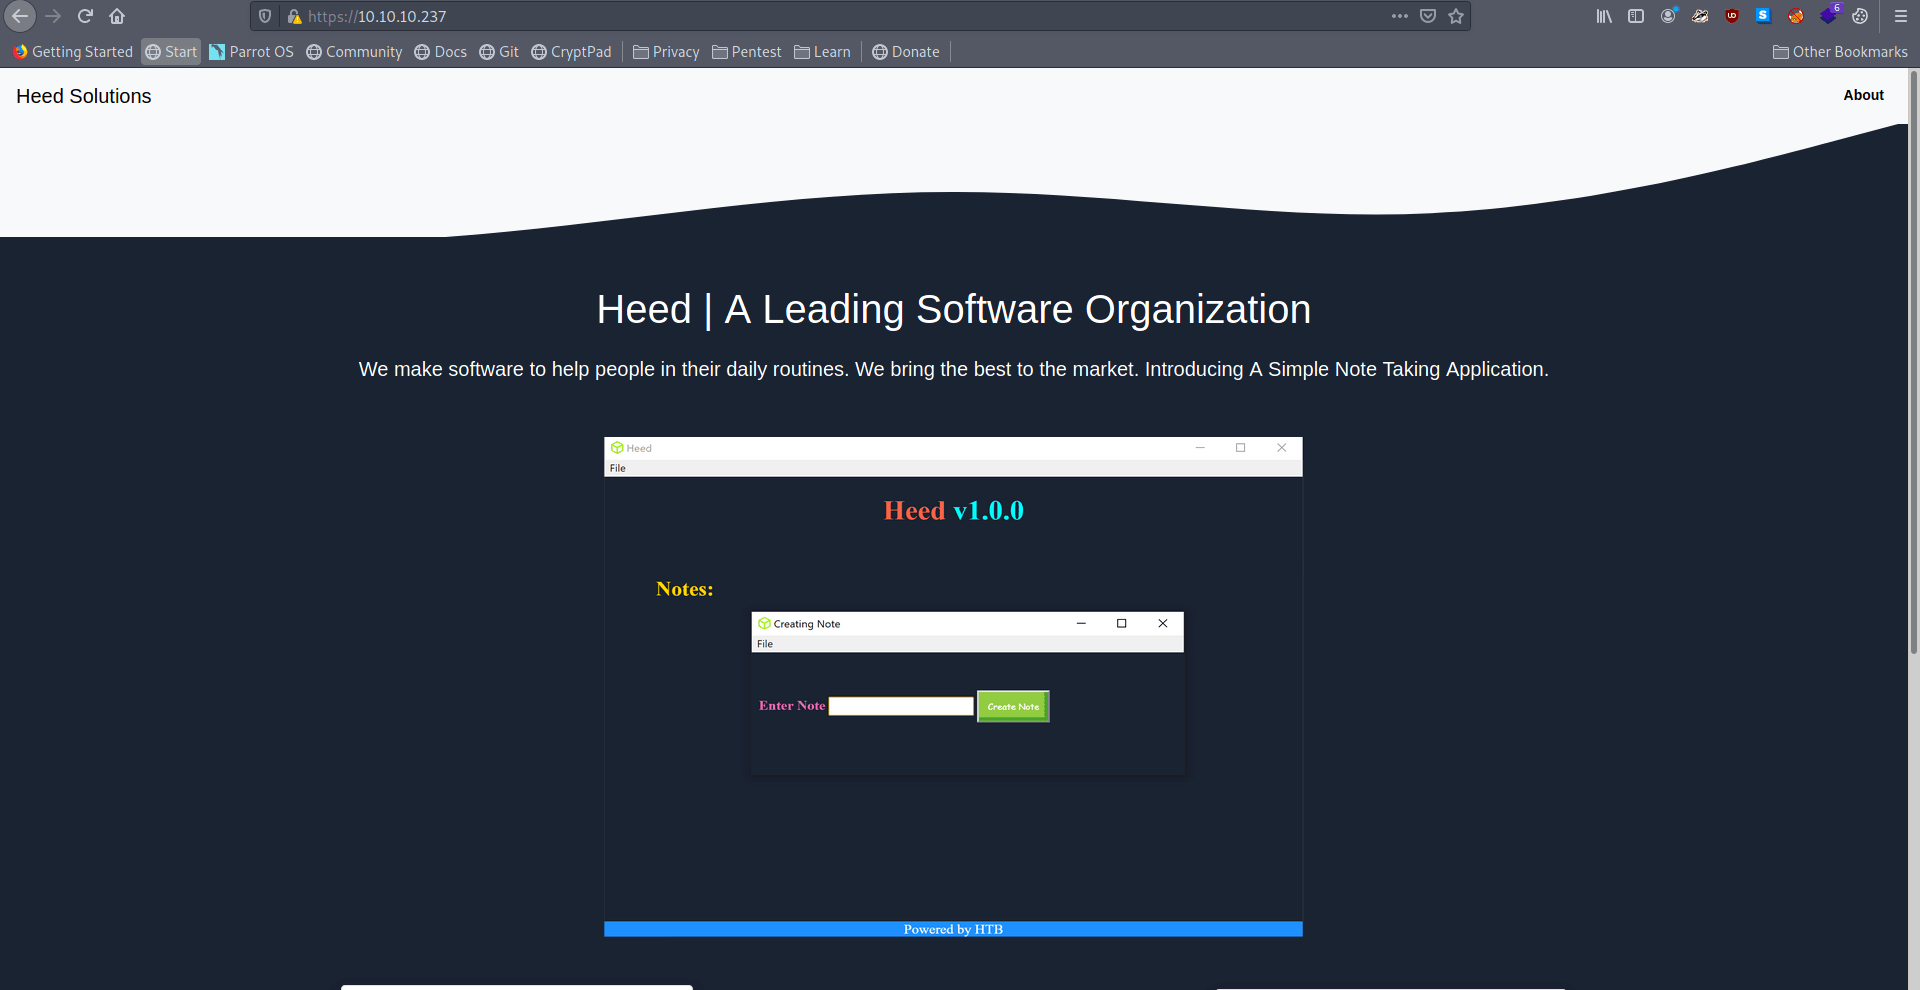 https://10.10.10.237
6
Getting Started Start Parrot OS Community Docs Git CryptPad Privacy Pentest Learn Donate Other Bookmarks
Heed Solutions About
Heed | A Leading Software Organization
We make software to help people in their daily routines. We bring the best to the market. Introducing A Simple Note Taking Application.
Heed
File
Heed v1.0.0
Notes:
Creating Note
File
Enter Note Create Note
Powered by HTB